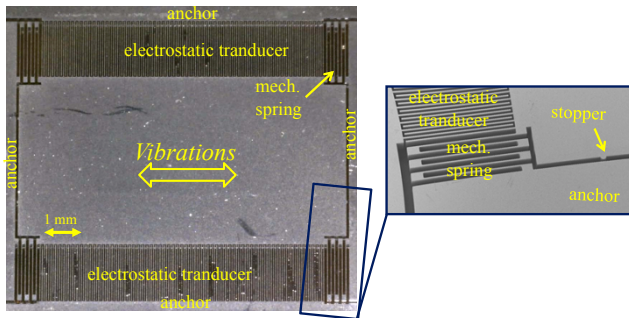 anchor
electrostatic tranducer
mech.
spring
anchor
anchor
Vibrations
1 mm
electrostatic tranducer
anchor
electrostatic
tranducer
stopper
mech.
spring
anchor